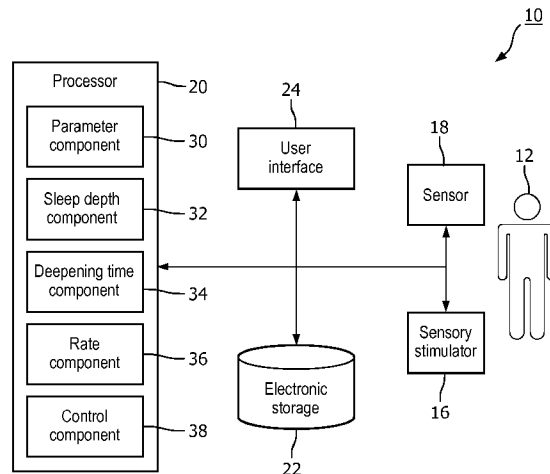 10
Processor
20
Parameter
component
30
Sleep depth
component
32
Deepening time
component
34
Rate
component
36
Control
component
38
24
User
interface
Electronic
storage
22
18
Sensor
12
Sensory
stimulator
16